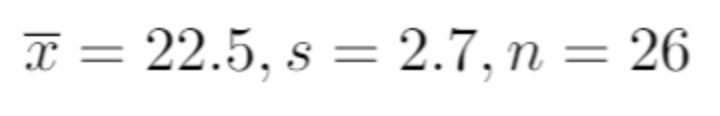 x̄ = 22.5, s = 2.7, n = 26